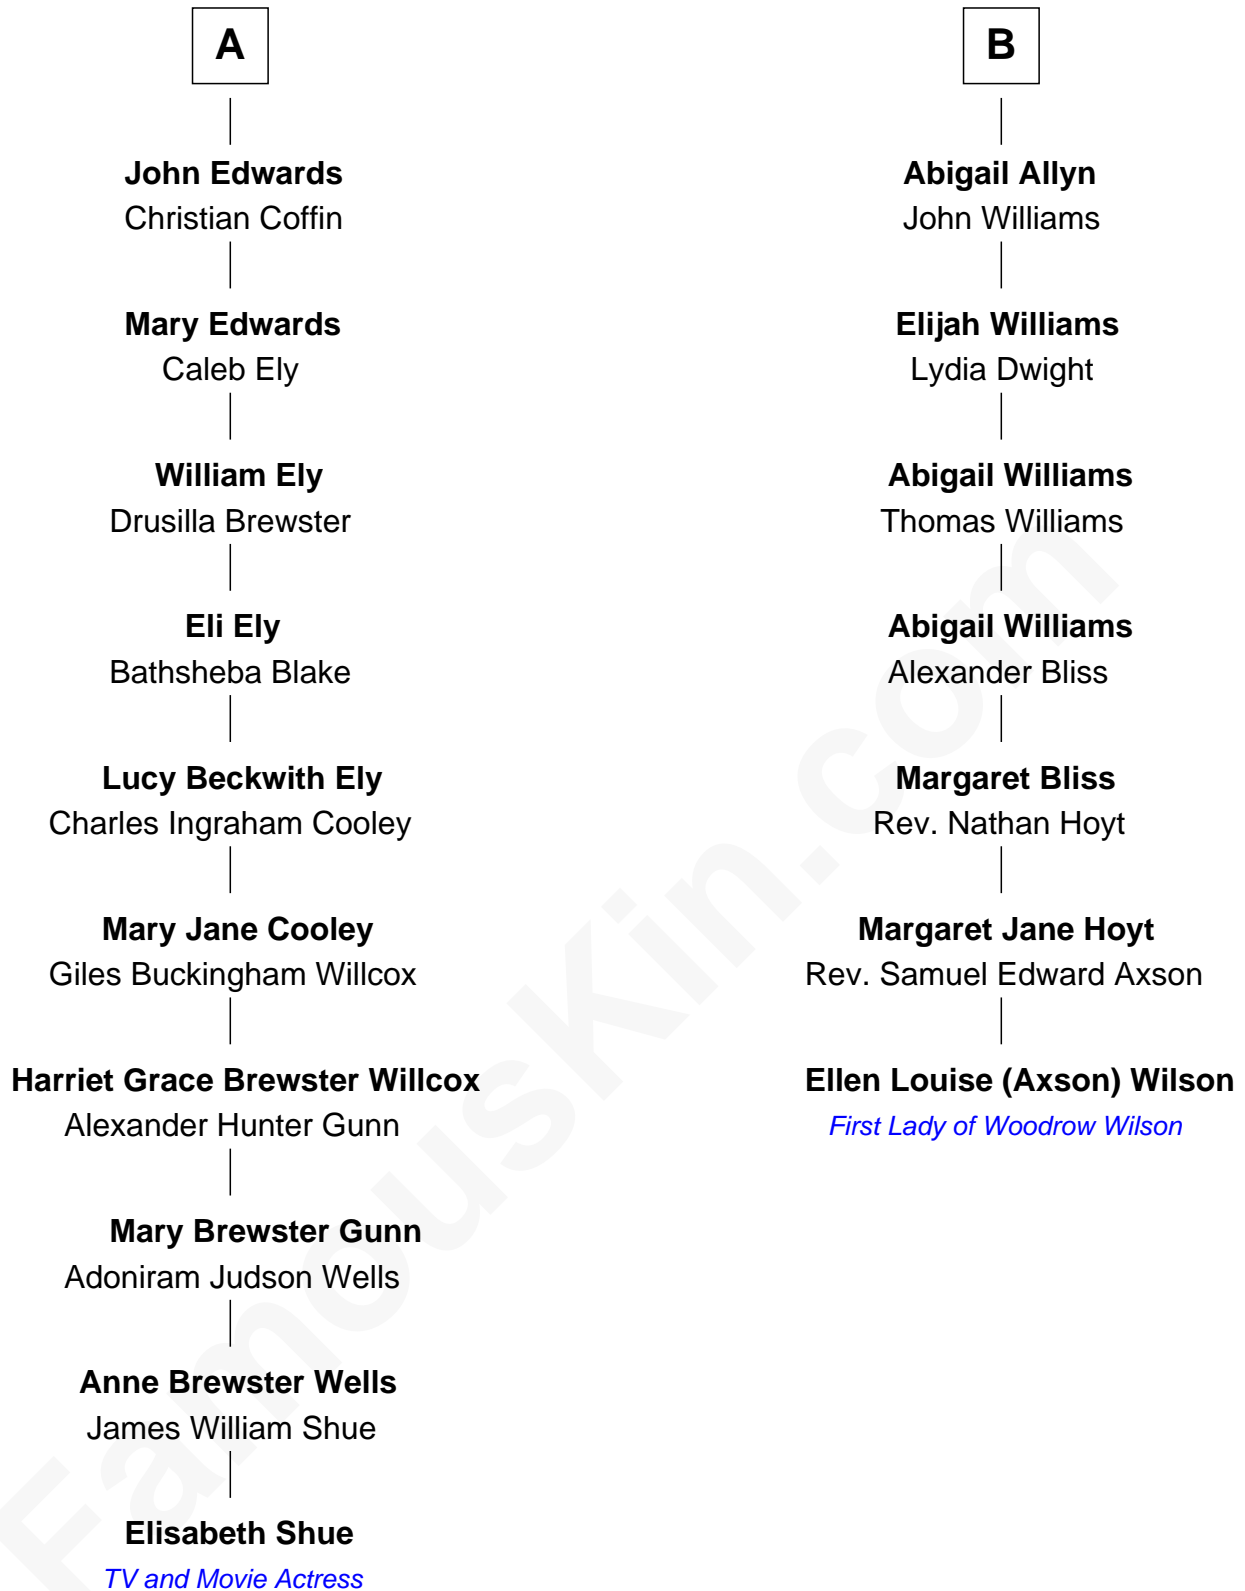 A
John Edwards
Christian Coffin
Mary Edwards
Caleb Ely
William Ely
Drusilla Brewster
Eli Ely
Bathsheba Blake
Lucy Beckwith Ely
Charles Ingraham Cooley
Mary Jane Cooley
Giles Buckingham Willcox
Harriet Grace Brewster Willcox
Alexander Hunter Gunn
Mary Brewster Gunn
Adoniram Judson Wells
Anne Brewster Wells
James William Shue
Elisabeth Shue
TV and Movie Actress
B
Abigail Allyn
John Williams
Elijah Williams
Lydia Dwight
Abigail Williams
Thomas Williams
Abigail Williams
Alexander Bliss
Margaret Bliss
Rev. Nathan Hoyt
Margaret Jane Hoyt
Rev. Samuel Edward Axson
Ellen Louise (Axson) Wilson
First Lady of Woodrow Wilson
FamousKin.com